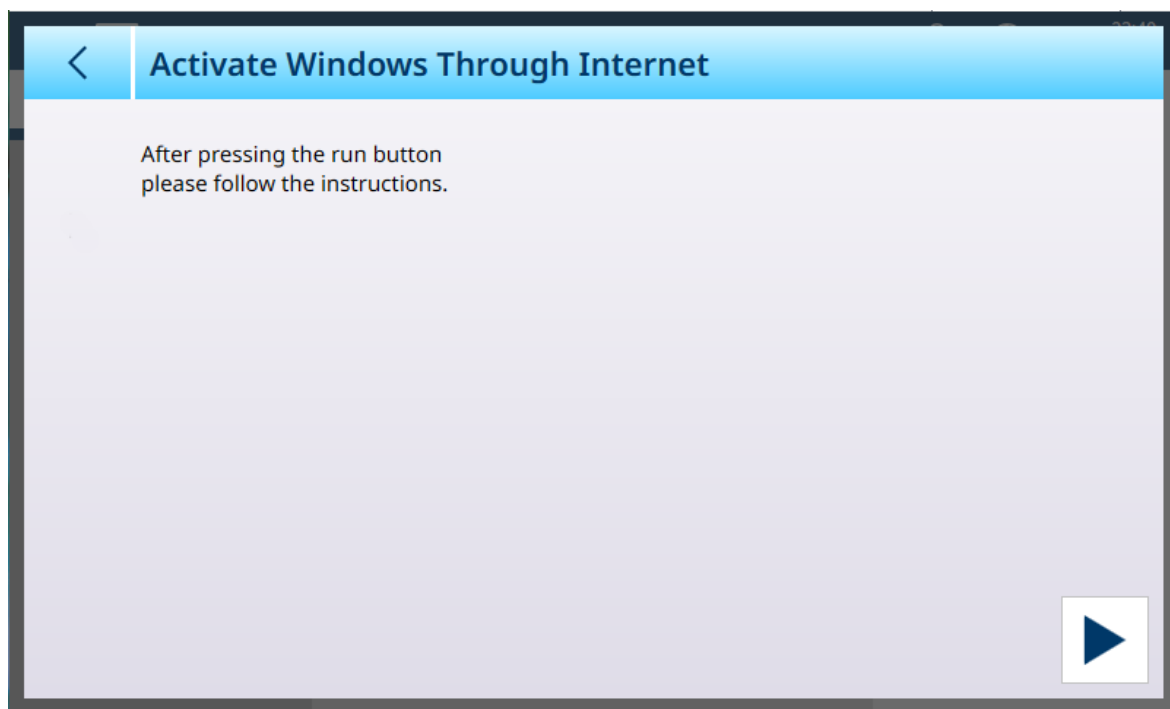 Activate Windows Through Internet
After pressing the run button
please follow the instructions.